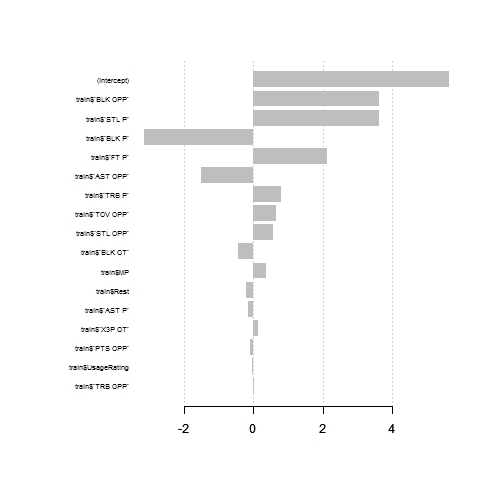 (Intercept)
train$`BLK OPP`
train$`STL P`
train$`BLK P`
train$`FT P`
train$`AST OPP`
train$`TRB P`
train$`TOV OPP`
train$`STL OPP`
train$`BLK OT`
train$MP
train$Rest
train$`AST P`
train$`X3P OT`
train$`PTS OPP`
train$UsageRating
train$`TRB OPP`
-2 0 2 4